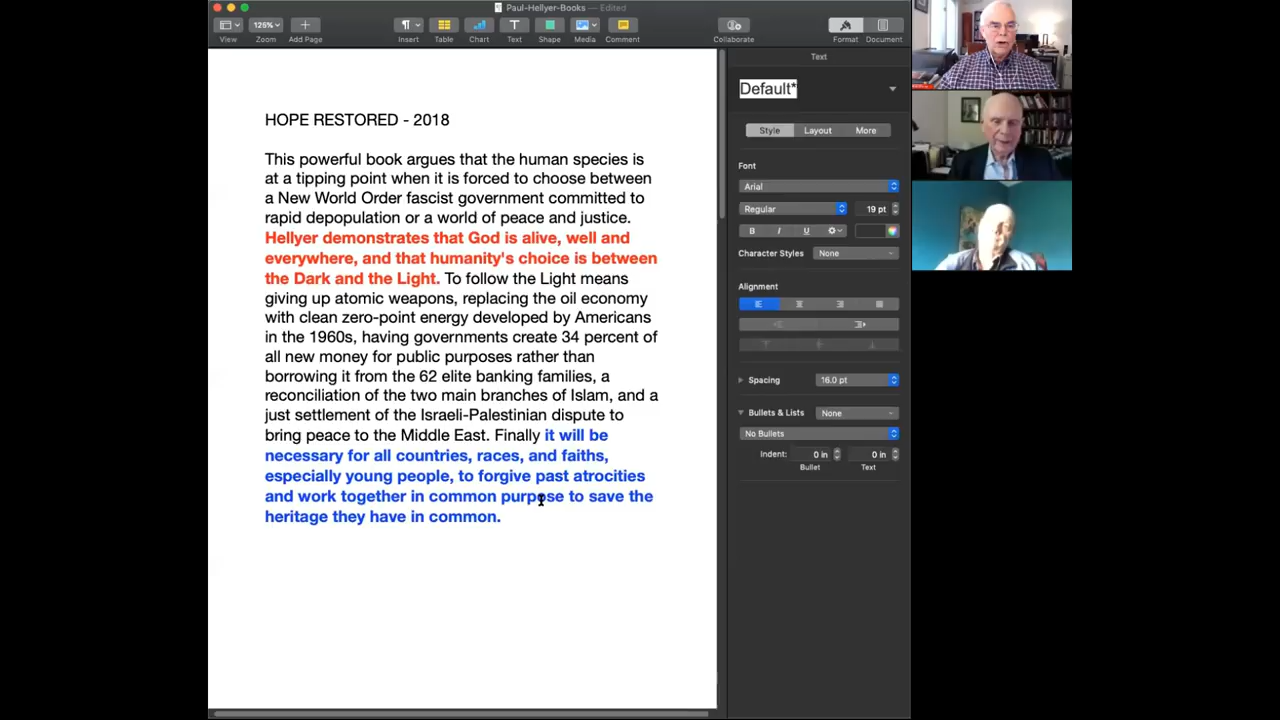 Paul-Hellyer-Books — Edited
125%
View
Zoom
Add Page
Insert
Table
Chart
Text
Shape
Media
Comment
Collaborate
Format
Document
HOPE RESTORED - 2018
This powerful book argues that the human species is
at a tipping point when it is forced to choose between
a New World Order fascist government committed to
rapid depopulation or a world of peace and justice.
Hellyer demonstrates that God is alive, well and
everywhere, and that humanity's choice is between
the Dark and the Light. To follow the Light means
giving up atomic weapons, replacing the oil economy
with clean zero-point energy developed by Americans
in the 1960s, having governments create 34 percent of
all new money for public purposes rather than
borrowing it from the 62 elite banking families, a
reconciliation of the two main branches of Islam, and a
just settlement of the Israeli-Palestinian dispute to
bring peace to the Middle East. Finally it will be
necessary for all countries, races, and faiths,
especially young people, to forgive past atrocities
and work together in common purpose to save the
heritage they have in common.
Text
Default*
Style
Layout
More
Font
Arial
Regular
19 pt
B I U
Character Styles
None
Alignment
Spacing
16.0 pt
Bullets & Lists
None
No Bullets
Indent:
0 in
0 in
Bullet
Text